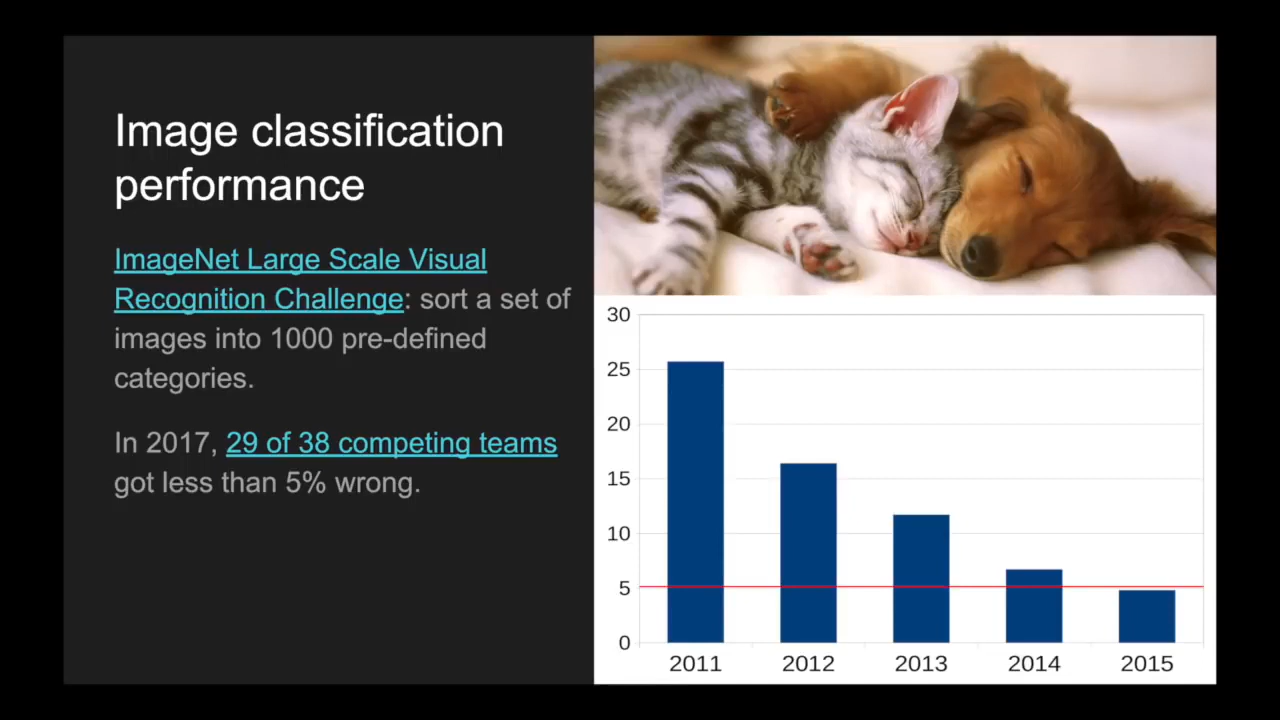 Image classification
performance
ImageNet Large Scale Visual
Recognition Challenge: sort a set of
images into 1000 pre-defined
categories.
In 2017, 29 of 38 competing teams
got less than 5% wrong.
30
25
20
15
10
5
0
2011 2012 2013 2014 2015